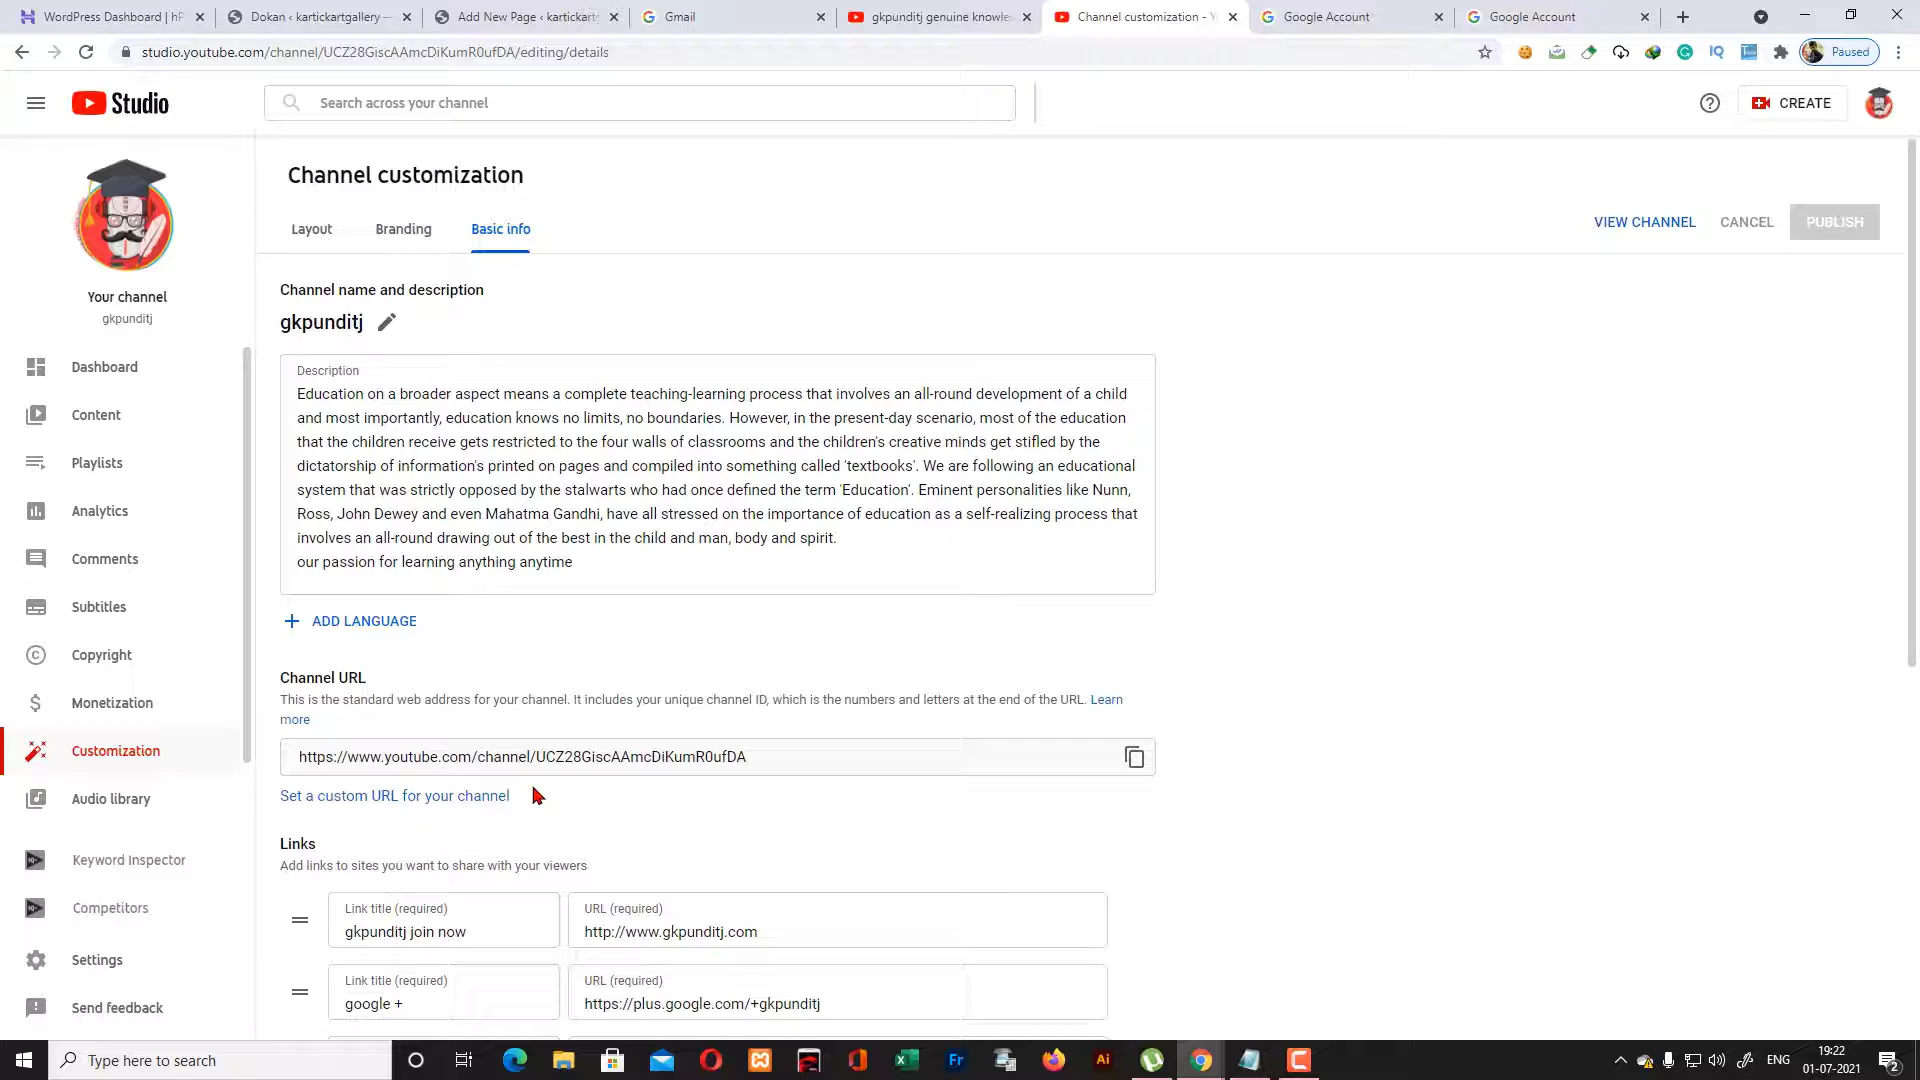 WordPress Dashboard | hP
Dokan ‹ kartickartgallery —
Add New Page ‹ kartickart
Gmail
gkpunditj genuine knowle
Channel customization - Y
Google Account
Google Account
studio.youtube.com/channel/UCZ28GiscAAmcDiKumR0ufDA/editing/details
Paused
Studio
Search across your channel
CREATE
Channel customization
Layout
Branding
Basic info
VIEW CHANNEL
CANCEL
PUBLISH
Your channel
gkpunditj
Dashboard
Content
Playlists
Analytics
Comments
Subtitles
Copyright
Monetization
Customization
Audio library
Keyword Inspector
Competitors
Settings
Send feedback
Channel name and description
gkpunditj
Description
Education on a broader aspect means a complete teaching-learning process that involves an all-round development of a child
and most importantly, education knows no limits, no boundaries. However, in the present-day scenario, most of the education
that the children receive gets restricted to the four walls of classrooms and the children's creative minds get stifled by the
dictatorship of information's printed on pages and compiled into something called 'textbooks'. We are following an educational
system that was strictly opposed by the stalwarts who had once defined the term 'Education'. Eminent personalities like Nunn,
Ross, John Dewey and even Mahatma Gandhi, have all stressed on the importance of education as a self-realizing process that
involves an all-round drawing out of the best in the child and man, body and spirit.
our passion for learning anything anytime
ADD LANGUAGE
Channel URL
This is the standard web address for your channel. It includes your unique channel ID, which is the numbers and letters at the end of the URL. Learn
more
https://www.youtube.com/channel/UCZ28GiscAAmcDiKumR0ufDA
Set a custom URL for your channel
Links
Add links to sites you want to share with your viewers
Link title (required)
gkpunditj join now
URL (required)
http://www.gkpunditj.com
Link title (required)
google +
URL (required)
https://plus.google.com/+gkpunditj
Type here to search
Fr
Ai
ENG
19:22
01-07-2021
2